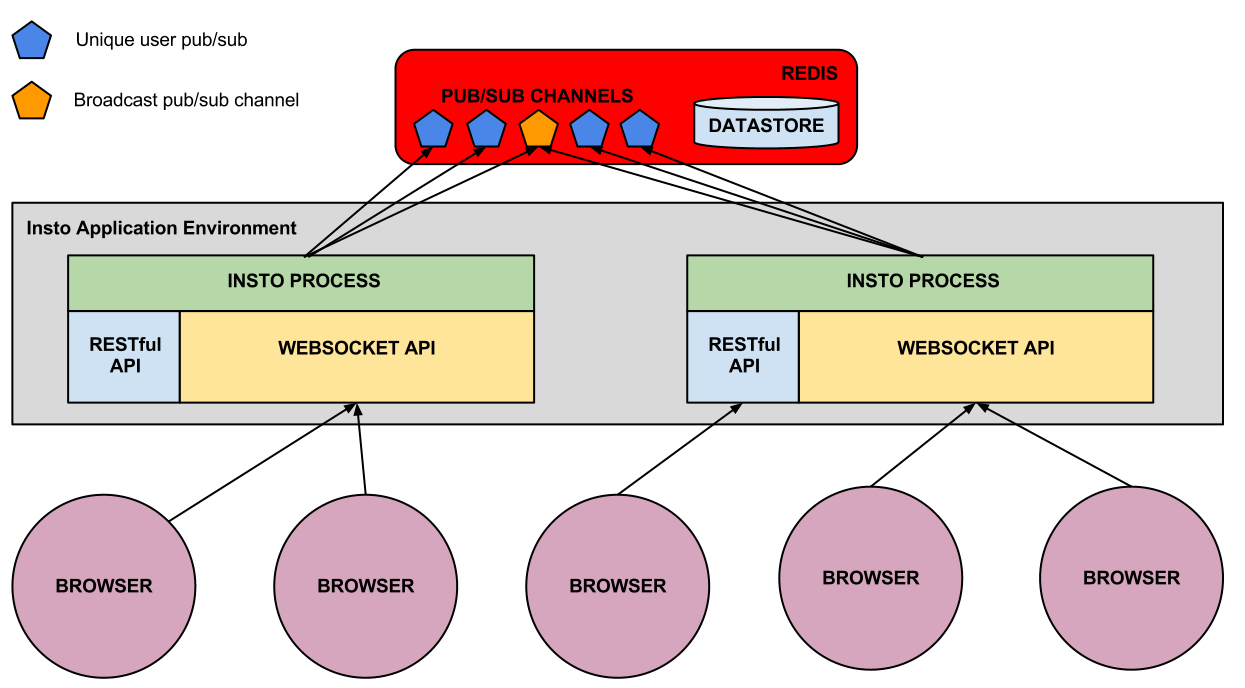 Unique user pub/sub
Broadcast pub/sub channel
REDIS
PUB/SUB CHANNELS
DATASTORE
Insto Application Environment
INSTO PROCESS
RESTful
API
WEBSOCKET API
INSTO PROCESS
RESTful
API
WEBSOCKET API
BROWSER
BROWSER
BROWSER
BROWSER
BROWSER